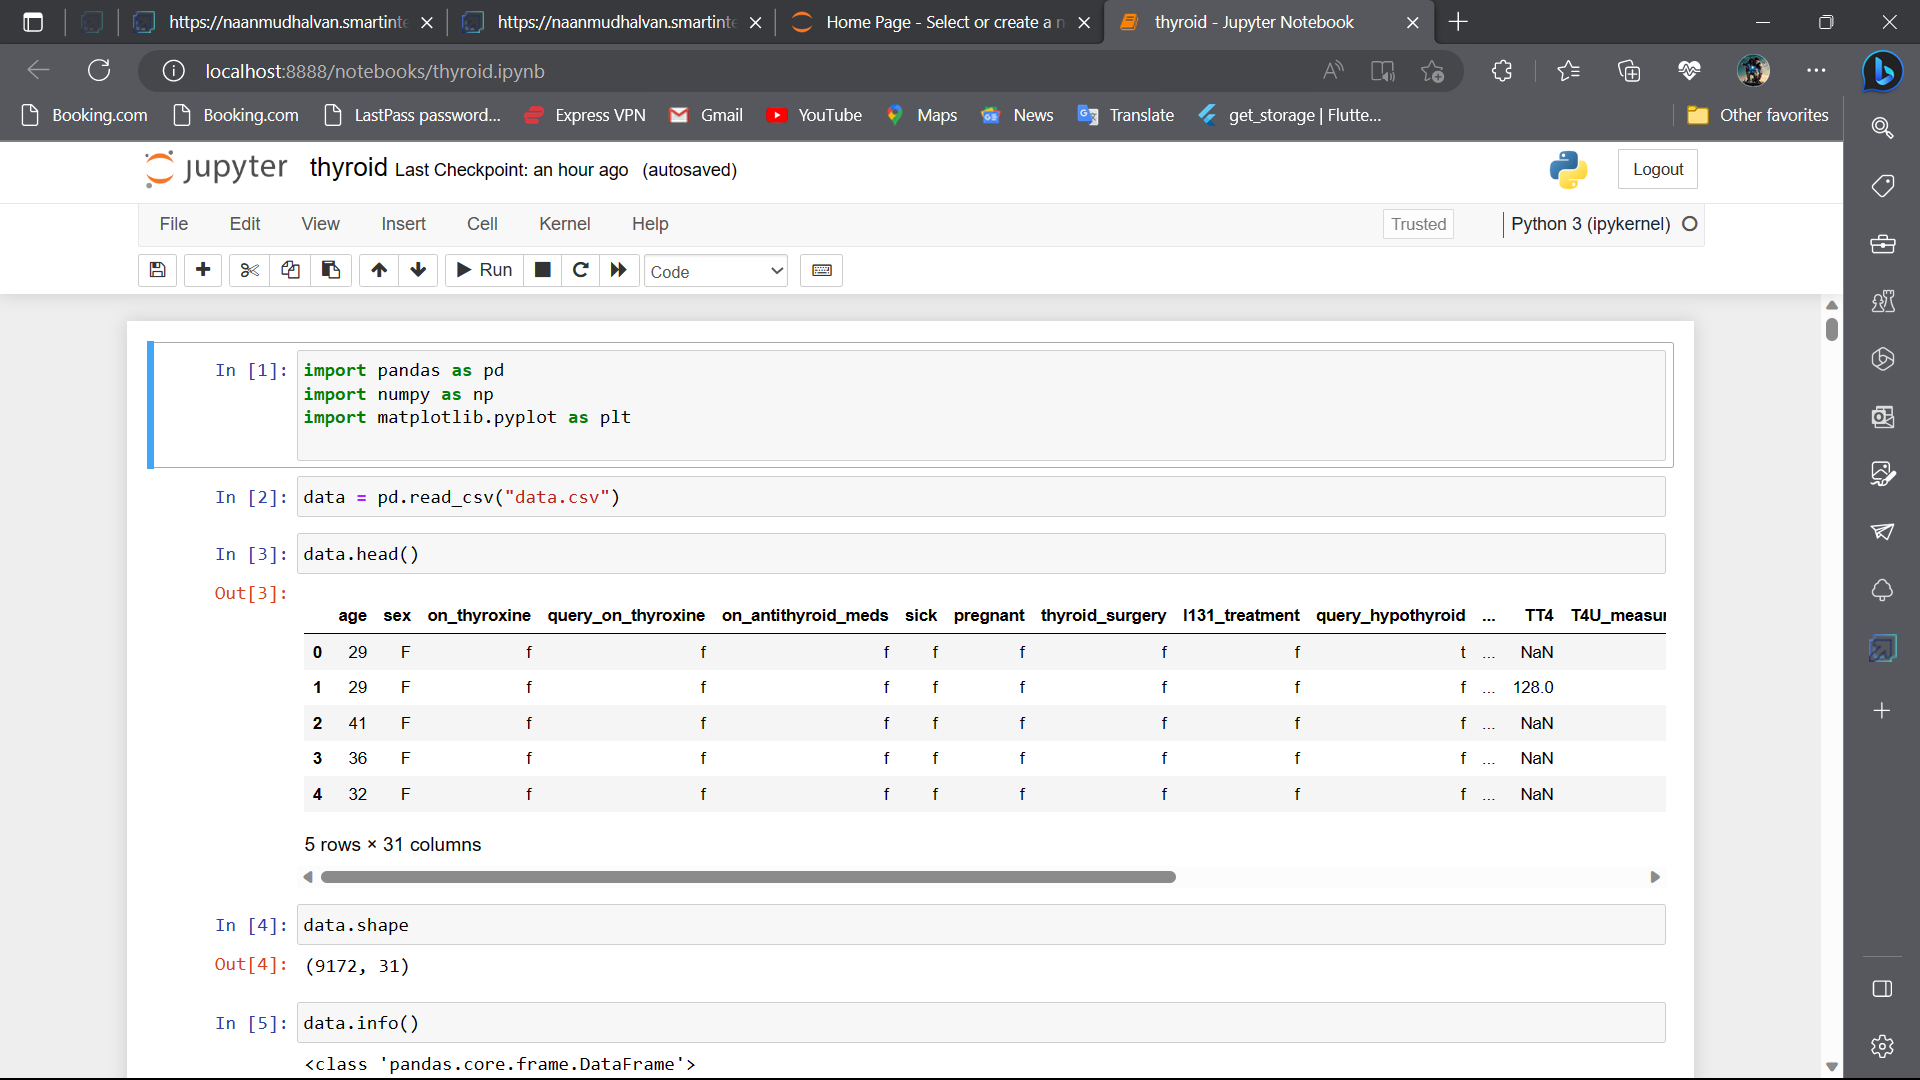 https://naanmudhalvan.smartinte
https://naanmudhalvan.smartinte
Home Page - Select or create a n
thyroid - Jupyter Notebook
localhost:8888/notebooks/thyroid.ipynb
Booking.com
Booking.com
LastPass password...
Express VPN
Gmail
YouTube
Maps
News
Translate
get_storage | Flutte...
Other favorites
jupyter thyroid Last Checkpoint: an hour ago (autosaved)
Logout
File Edit View Insert Cell Kernel Help
Trusted
Python 3 (ipykernel)
Run
Code
In [1]: import pandas as pd
import numpy as np
import matplotlib.pyplot as plt
In [2]: data = pd.read_csv("data.csv")
In [3]: data.head()
Out[3]:
age sex on_thyroxine query_on_thyroxine on_antithyroid_meds sick pregnant thyroid_surgery I131_treatment query_hypothyroid ... TT4 T4U_measur
0 29 F f f f f f f f t ... NaN
1 29 F f f f f f f f f ... 128.0
2 41 F f f f f f f f f ... NaN
3 36 F f f f f f f f f ... NaN
4 32 F f f f f f f f f ... NaN
5 rows × 31 columns
In [4]: data.shape
Out[4]: (9172, 31)
In [5]: data.info()
<class 'pandas.core.frame.DataFrame'>